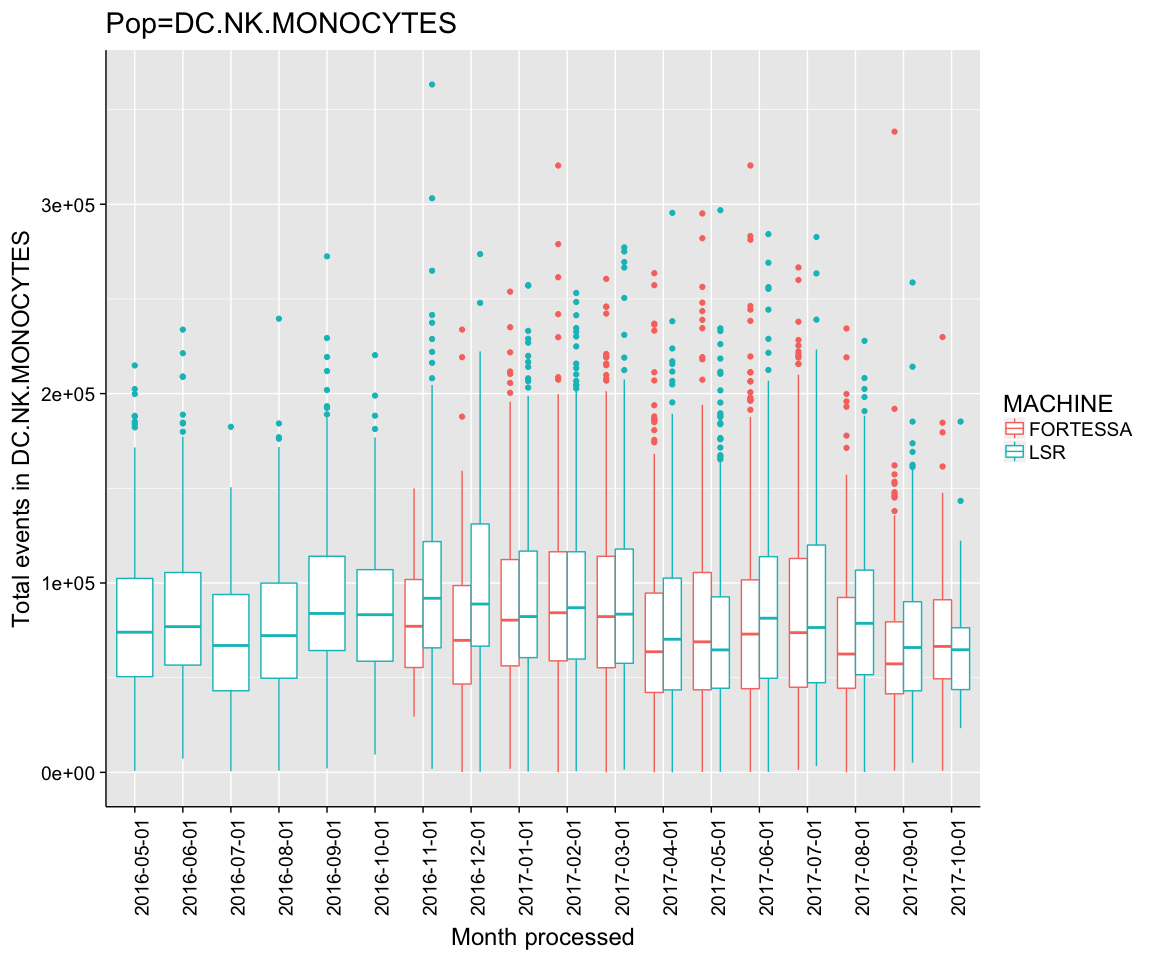 Pop=DC.NK.MONOCYTES
Total events in DC.NK.MONOCYTES
3e+05
2e+05
1e+05
0e+00
2016-05-01
2016-06-01
2016-07-01
2016-08-01
2016-09-01
2016-10-01
2016-11-01
2016-12-01
2017-01-01
2017-02-01
2017-03-01
2017-04-01
2017-05-01
2017-06-01
2017-07-01
2017-08-01
2017-09-01
2017-10-01
Month processed
MACHINE
FORTESSA
LSR